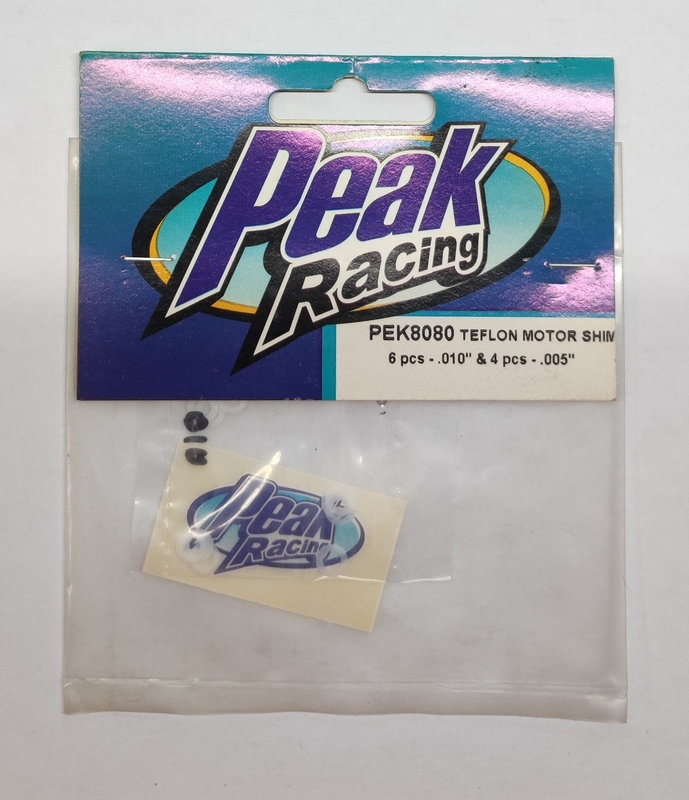 Peak
Racing
PEK8080 TEFLON MOTOR SHIM
6 pcs - .010" & 4 pcs - .005"
Peak
Racing